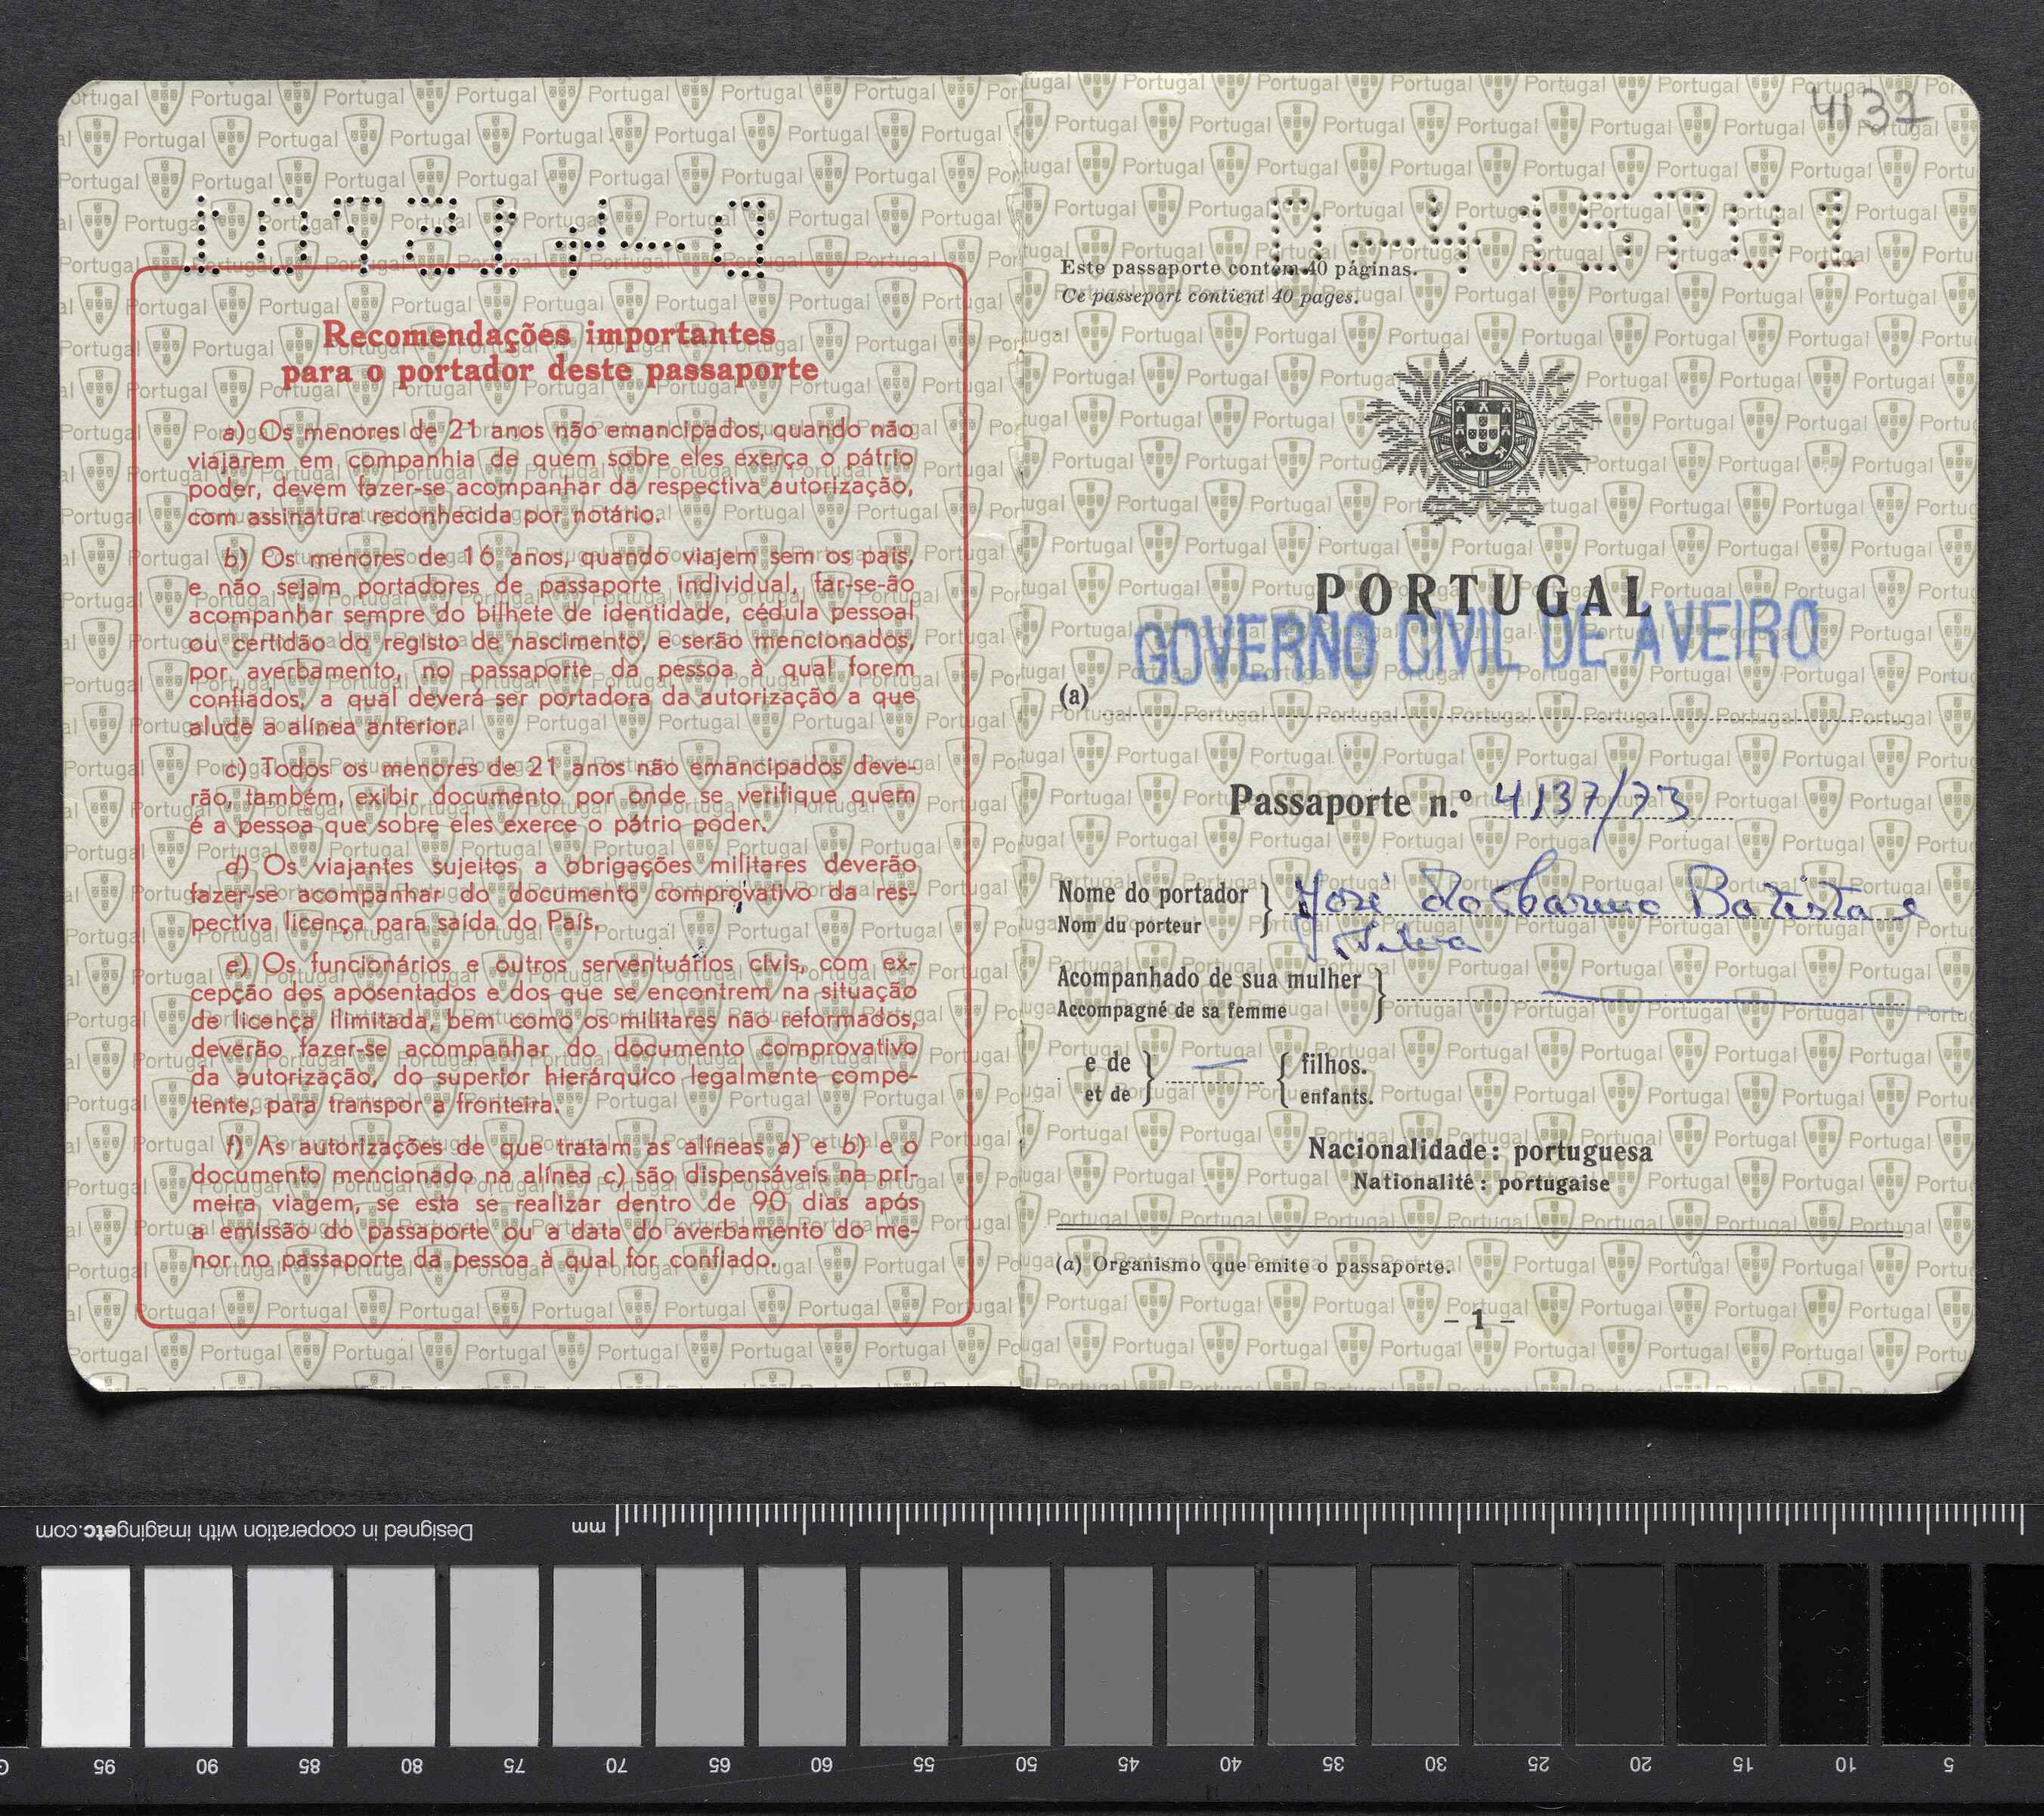 Recomendações importantes
para o portador deste passaporte
a) Os menores de 21 anos não emancipados, quando não
viajarem em companhia de quem sobre eles exerça o pátrio
poder, devem fazer-se acompanhar da respectiva autorização,
com assinatura reconhecida por notário.
b) Os menores de 16 anos, quando viajem sem os pais,
e não sejam portadores de passaporte individual, far-se-ão
acompanhar sempre do bilhete de identidade, cédula pessoal
ou certidão do registo de nascimento, e serão mencionados,
por averbamento, no passaporte da pessoa à qual forem
confiados, a qual deverá ser portadora da autorização a que
alude a alínea anterior.
c) Todos os menores de 21 anos não emancipados deve-
rão, também, exibir documento por onde se verifique quem
é a pessoa que sobre eles exerce o pátrio poder.
d) Os viajantes sujeitos a obrigações militares deverão
fazer-se acompanhar do documento comprovativo da res-
pectiva licença para saída do País.
e) Os funcionários e outros serventuários civis, com ex-
cepção dos aposentados e dos que se encontrem na situação
de licença ilimitada, bem como os militares não reformados,
deverão fazer-se acompanhar do documento comprovativo
da autorização, do superior hierárquico legalmente compe-
tente, para transpor a fronteira.
f) As autorizações de que tratam as alíneas a) e b) e o
documento mencionado na alínea c) são dispensáveis na pri-
meira viagem, se esta se realizar dentro de 90 dias após
a emissão do passaporte ou a data do averbamento do me-
nor no passaporte da pessoa à qual for confiado.
4137
0-415701
Este passaporte contém 40 páginas.
Ce passeport contient 40 pages.
PORTUGAL
GOVERNO CIVIL DE AVEIRO
(a)
Passaporte n.º 4137/73
Nome do portador
Nom du porteur
José do Carmo Batista e
Silva
Acompanhado de sua mulher
Accompagné de sa femme
e de
et de
filhos.
enfants.
Nacionalidade: portuguesa
Nationalité: portugaise
(a) Organismo que emite o passaporte.
- 1 -
Designed in cooperation with imagingetc.com
mm
95 90 85 80 75 70 65 60 55 50 45 40 35 30 25 20 15 10 5